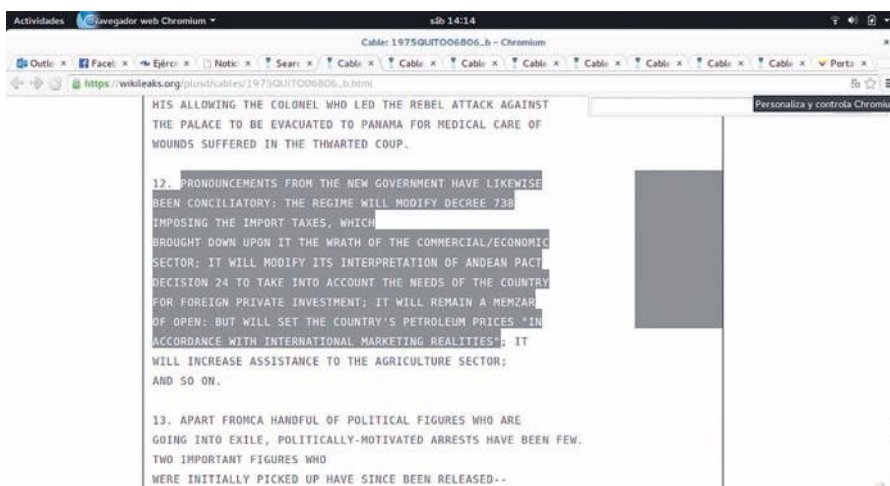 Actividades Navegador web Chromium sáb 14:14
Cable: 1975QUITO06806_b – Chromium
Outlo × Faceb × Ejérci × Notic × Searc × Cable × Cable × Cable × Cable × Cable × Cable × Cable × Cable × Porta ×
https://wikileaks.org/plusd/cables/1975QUITO06806_b.html
Personaliza y controla Chromiu
HIS ALLOWING THE COLONEL WHO LED THE REBEL ATTACK AGAINST
THE PALACE TO BE EVACUATED TO PANAMA FOR MEDICAL CARE OF
WOUNDS SUFFERED IN THE THWARTED COUP.
12. PRONOUNCEMENTS FROM THE NEW GOVERNMENT HAVE LIKEWISE
BEEN CONCILIATORY: THE REGIME WILL MODIFY DECREE 738
IMPOSING THE IMPORT TAXES, WHICH
BROUGHT DOWN UPON IT THE WRATH OF THE COMMERCIAL/ECONOMIC
SECTOR; IT WILL MODIFY ITS INTERPRETATION OF ANDEAN PACT
DECISION 24 TO TAKE INTO ACCOUNT THE NEEDS OF THE COUNTRY
FOR FOREIGN PRIVATE INVESTMENT; IT WILL REMAIN A MEMZAR
OF OPEN: BUT WILL SET THE COUNTRY'S PETROLEUM PRICES "IN
ACCORDANCE WITH INTERNATIONAL MARKETING REALITIES"; IT
WILL INCREASE ASSISTANCE TO THE AGRICULTURE SECTOR;
AND SO ON.
13. APART FROMCA HANDFUL OF POLITICAL FIGURES WHO ARE
GOING INTO EXILE, POLITICALLY-MOTIVATED ARRESTS HAVE BEEN FEW.
TWO IMPORTANT FIGURES WHO
WERE INITIALLY PICKED UP HAVE SINCE BEEN RELEASED--